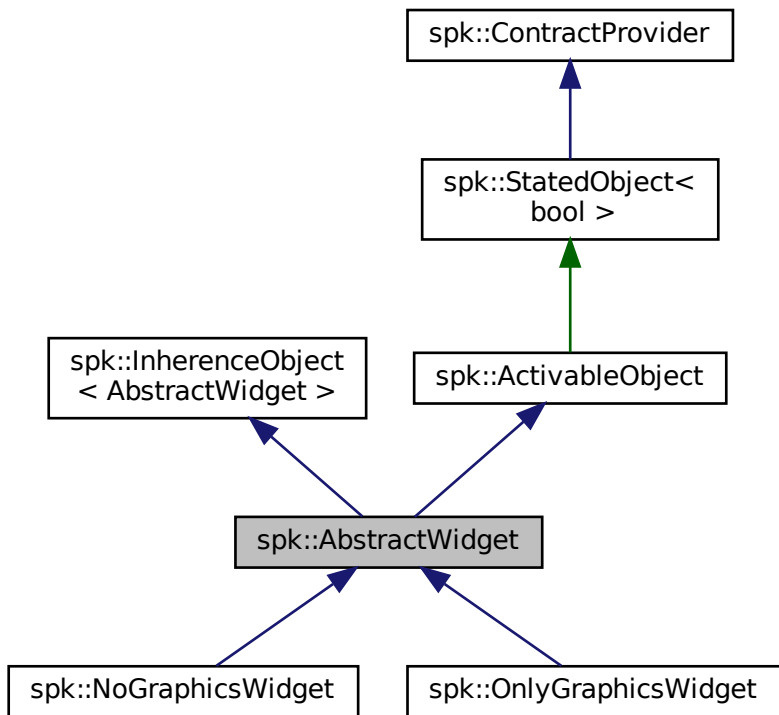 spk::ContractProvider
spk::StatedObject<
bool >
spk::InherenceObject
< AbstractWidget >
spk::ActivableObject
spk::AbstractWidget
spk::NoGraphicsWidget
spk::OnlyGraphicsWidget